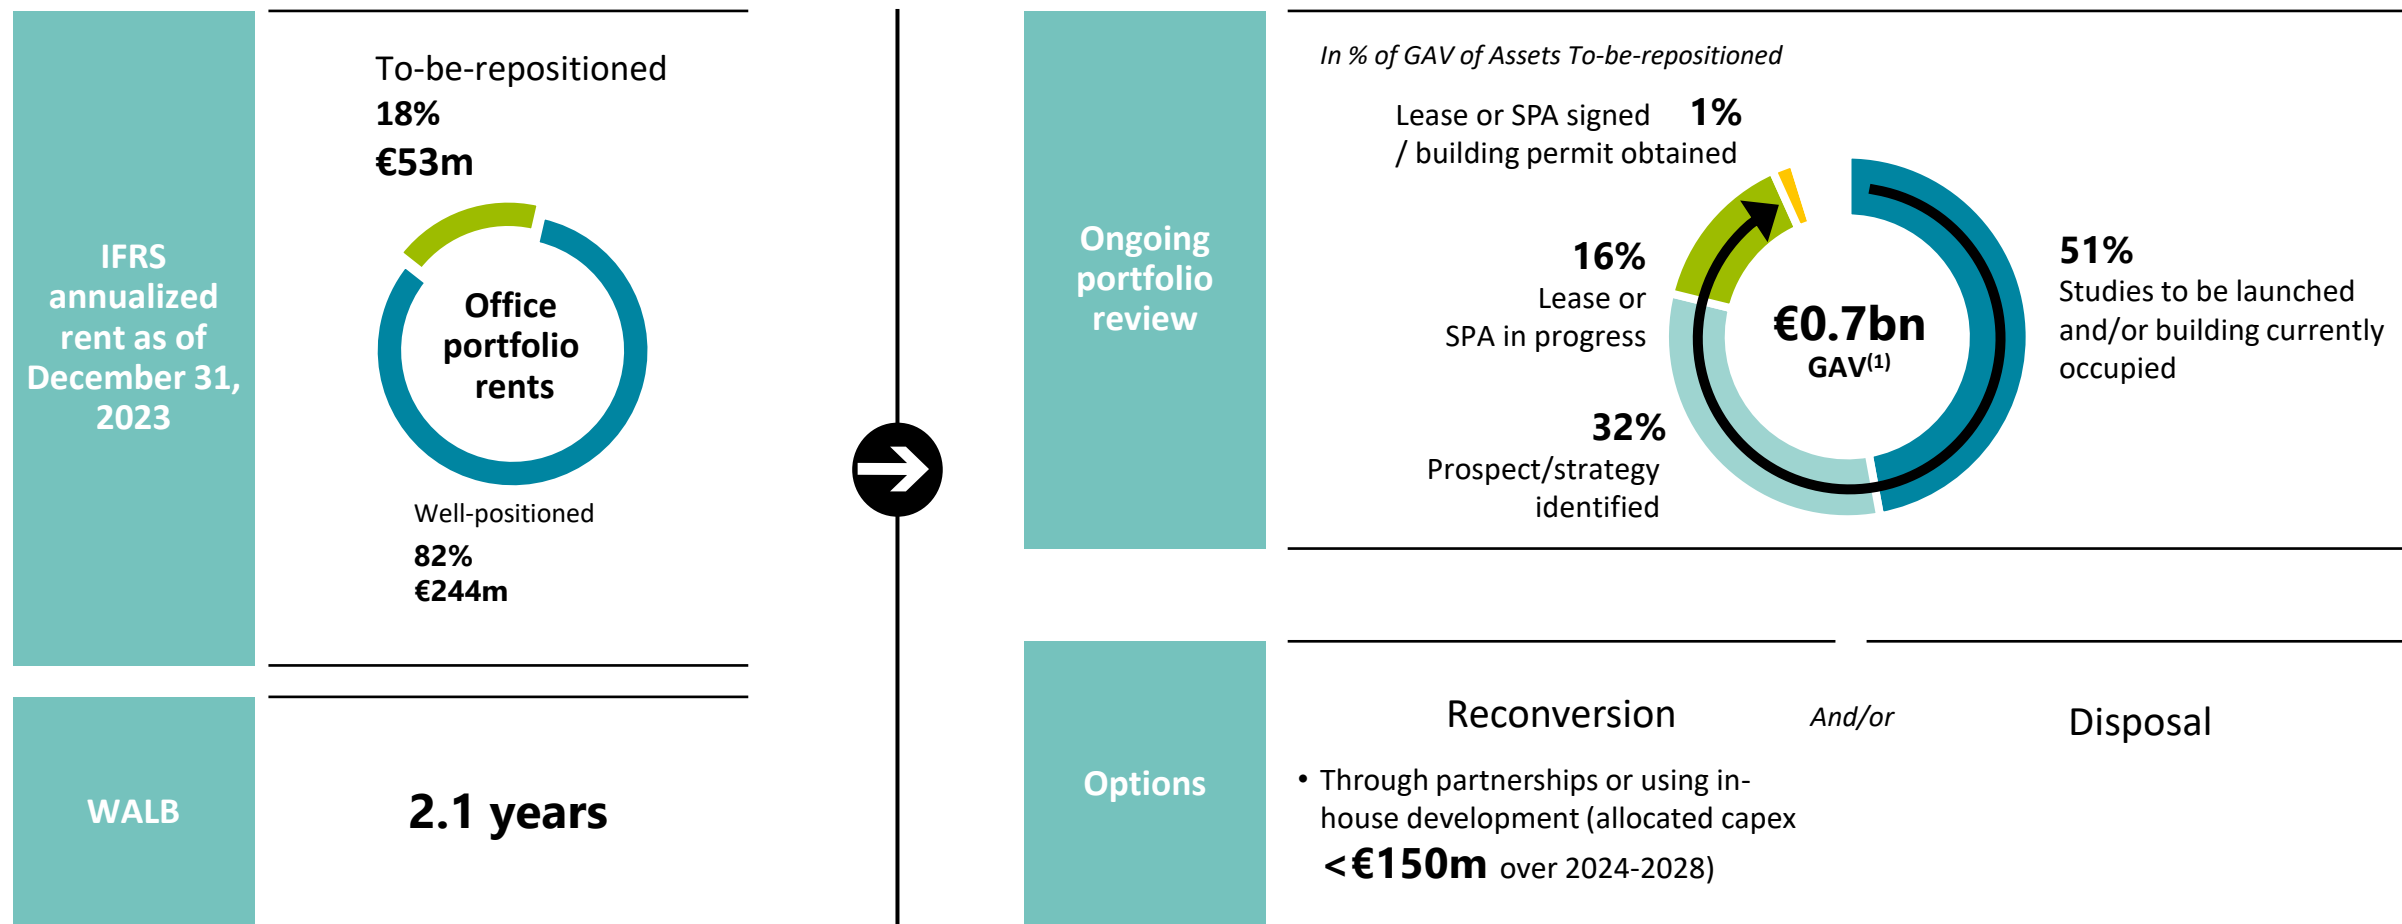 IFRS
annualized
rent as of
December 31,
2023
To-be-repositioned
18%
€53m
Office
portfolio
rents
Well-positioned
82%
€244m
WALB
2.1 years
Ongoing
portfolio
review
In % of GAV of Assets To-be-repositioned
Lease or SPA signed 1%
/ building permit obtained
16%
Lease or
SPA in progress
32%
Prospect/strategy
identified
€0.7bn
GAV(1)
51%
Studies to be launched
and/or building currently
occupied
Options
Reconversion
And/or
Disposal
• Through partnerships or using in-
house development (allocated capex
<€150m over 2024-2028)